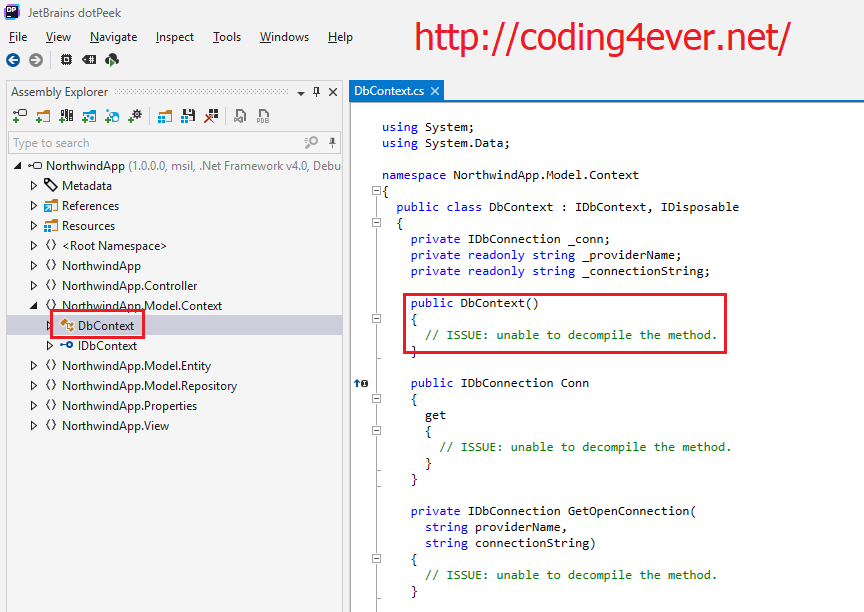 JetBrains dotPeek
File View Navigate Inspect Tools Windows Help
http://coding4ever.net/
Assembly Explorer
Type to search
NorthwindApp (1.0.0.0, msil, .Net Framework v4.0, Debu
Metadata
References
Resources
<Root Namespace>
NorthwindApp
NorthwindApp.Controller
NorthwindApp.Model.Context
DbContext
IDbContext
NorthwindApp.Model.Entity
NorthwindApp.Model.Repository
NorthwindApp.Properties
NorthwindApp.View
DbContext.cs
using System;
using System.Data;
namespace NorthwindApp.Model.Context
{
public class DbContext : IDbContext, IDisposable
{
private IDbConnection _conn;
private readonly string _providerName;
private readonly string _connectionString;
public DbContext()
{
// ISSUE: unable to decompile the method.
}
public IDbConnection Conn
{
get
{
// ISSUE: unable to decompile the method.
}
}
private IDbConnection GetOpenConnection(
string providerName,
string connectionString)
{
// ISSUE: unable to decompile the method.
}